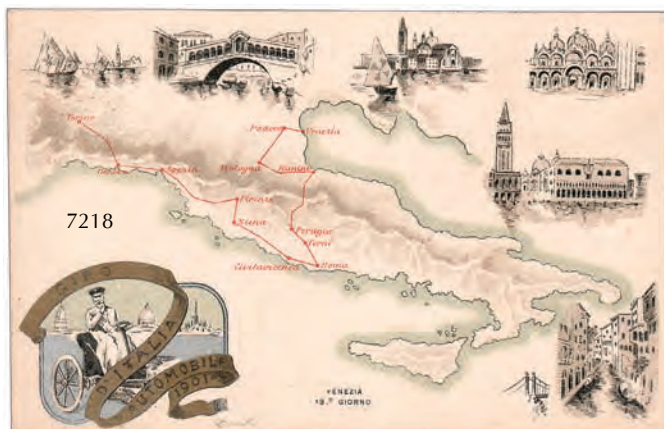 Torino
Padova
Venezia
Bologna
Rimini
Spezia
Firenze
Siena
Perugia
Terni
Civitavecchia
Roma
7218
GIRO
D'ITALIA
AUTOMOBILE
1901
VENEZIA
13.º GIORNO